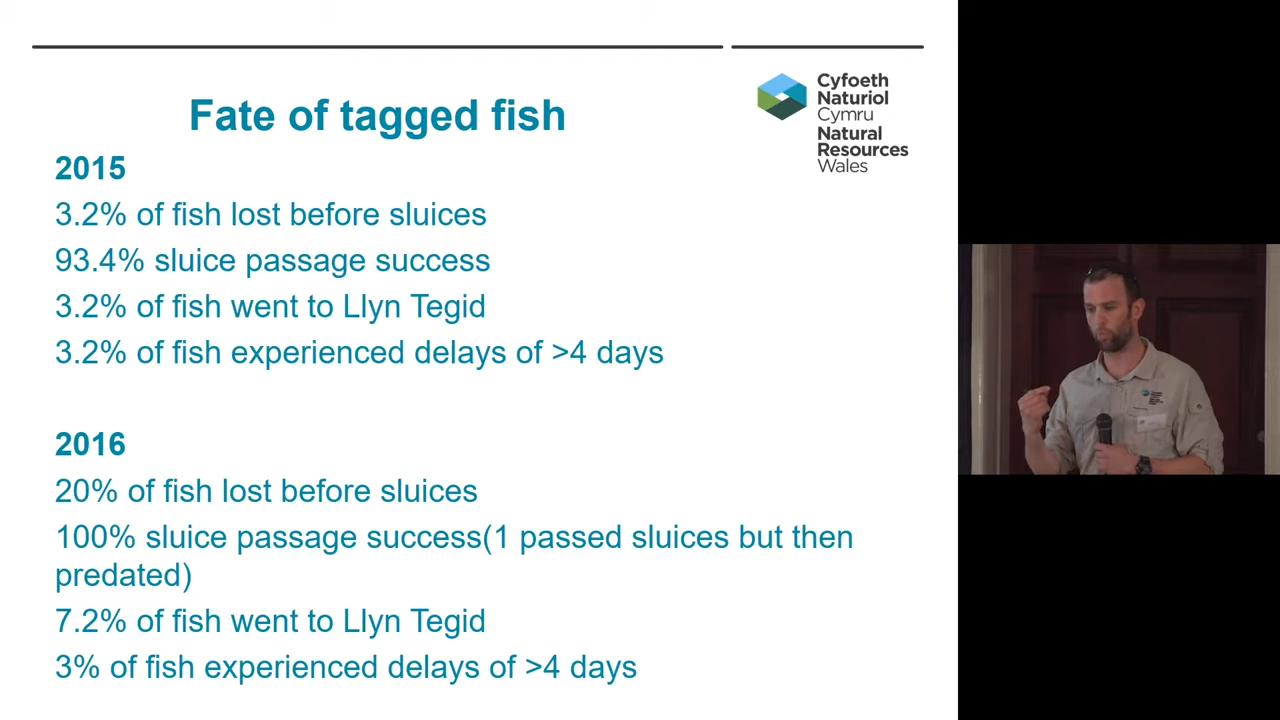 Fate of tagged fish
Cyfoeth
Naturiol
Cymru
Natural
Resources
Wales
2015
3.2% of fish lost before sluices
93.4% sluice passage success
3.2% of fish went to Llyn Tegid
3.2% of fish experienced delays of >4 days
2016
20% of fish lost before sluices
100% sluice passage success(1 passed sluices but then
predated)
7.2% of fish went to Llyn Tegid
3% of fish experienced delays of >4 days